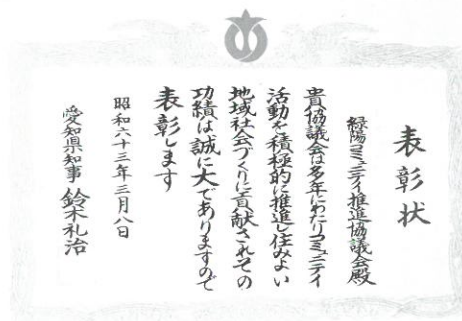 表彰状
緑陽コミュニティ推進協議会殿
貴協議会は多年にわたりコミュニティ
活動を積極的に推進し住みよい
地域社会づくりに貢献されその
功績は誠に大でありますので
表彰します
昭和六十三年三月八日
愛知県知事 鈴木礼治